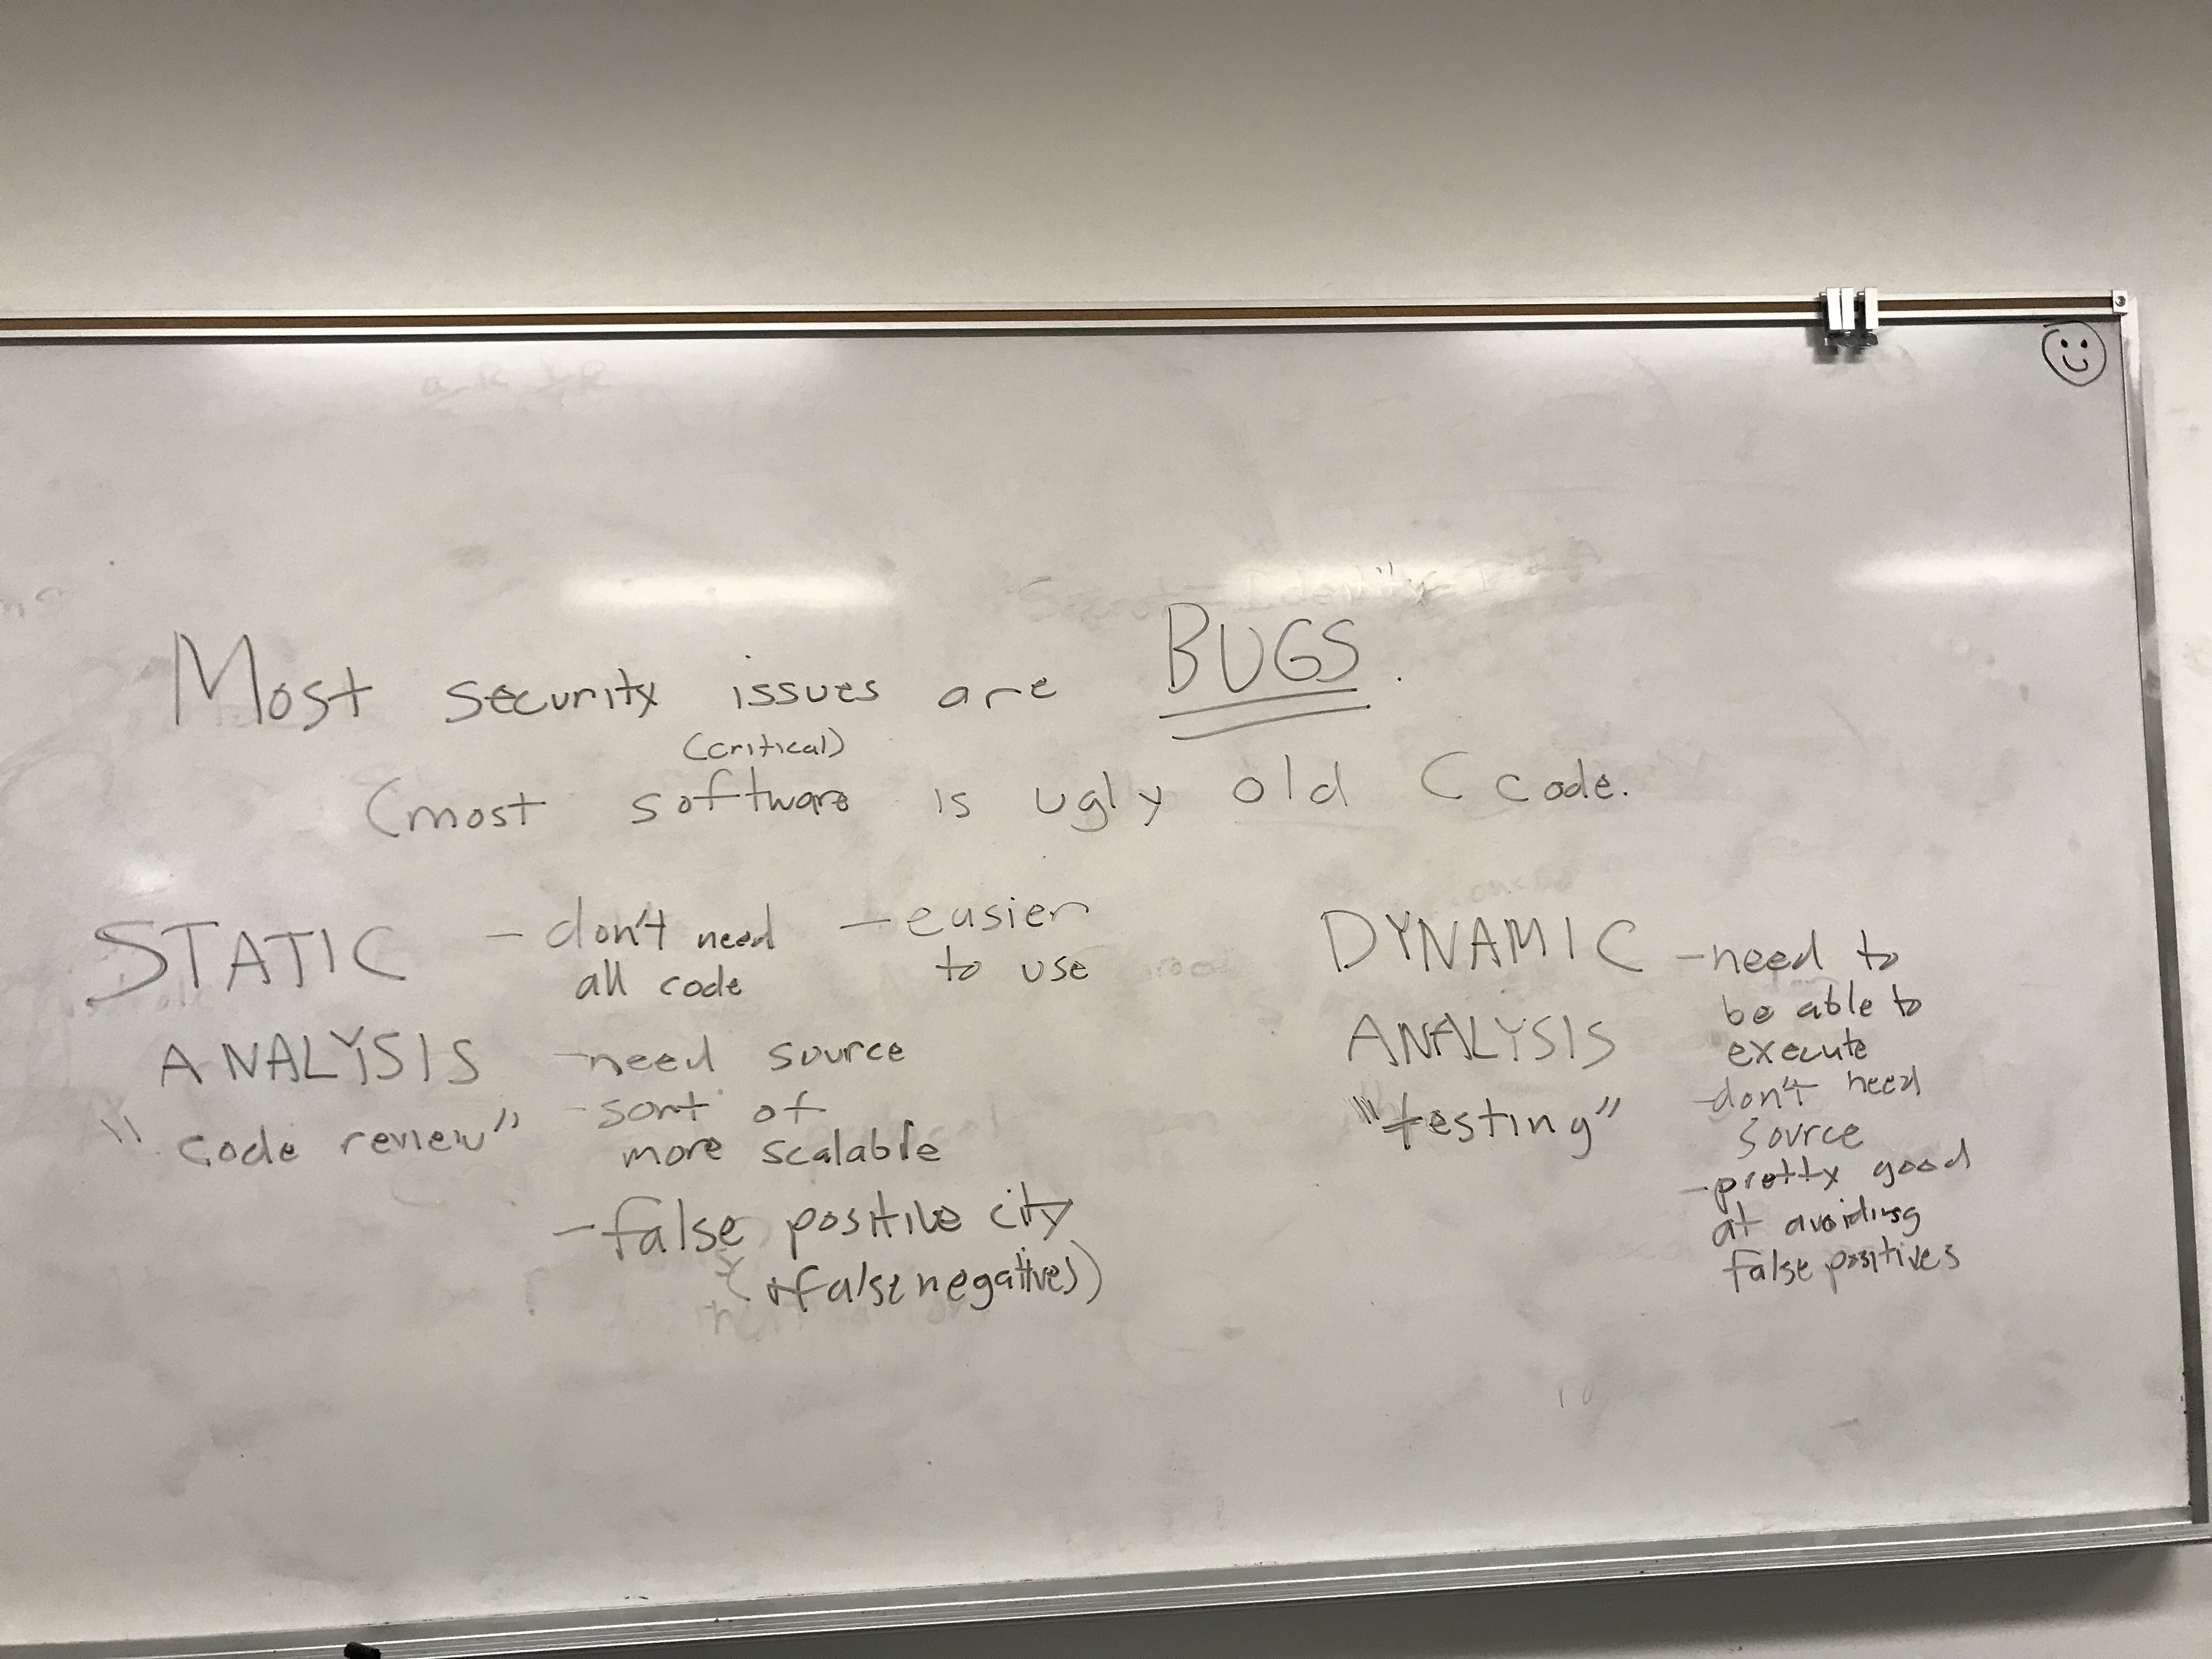 Most security issues are BUGS.
(critical)
(most software is ugly old C code.
STATIC
ANALYSIS
"code review"
- don't need
all code
- easier
to use
- need source
- sort of
more scalable
- false positive city
(+false negatives)
DYNAMIC
ANALYSIS
"testing"
- need to
be able to
execute
- don't need
source
- pretty good
at avoiding
false positives